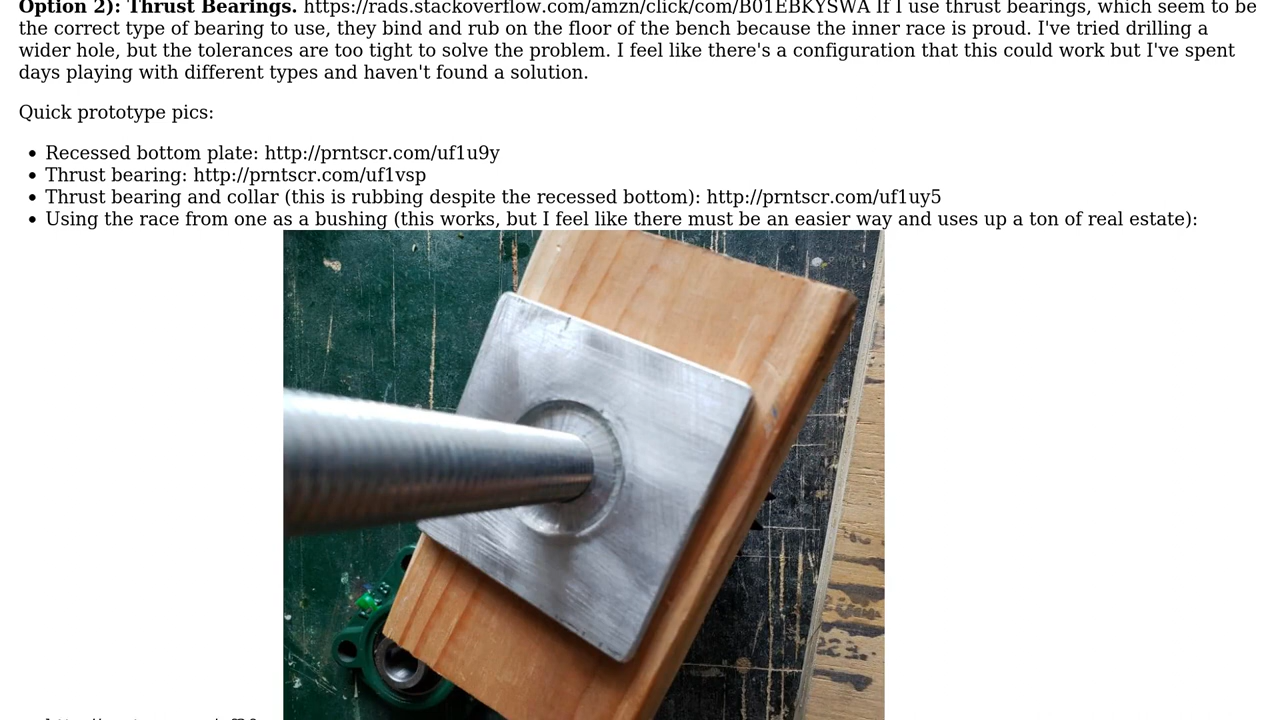 Option 2): Thrust Bearings. https://rads.stackoverflow.com/amzn/click/com/B01EBKYSWA If I use thrust bearings, which seem to be
the correct type of bearing to use, they bind and rub on the floor of the bench because the inner race is proud. I've tried drilling a
wider hole, but the tolerances are too tight to solve the problem. I feel like there's a configuration that this could work but I've spent
days playing with different types and haven't found a solution.
Quick prototype pics:
• Recessed bottom plate: http://prntscr.com/uf1u9y
• Thrust bearing: http://prntscr.com/uf1vsp
• Thrust bearing and collar (this is rubbing despite the recessed bottom): http://prntscr.com/uf1uy5
• Using the race from one as a bushing (this works, but I feel like there must be an easier way and uses up a ton of real estate):